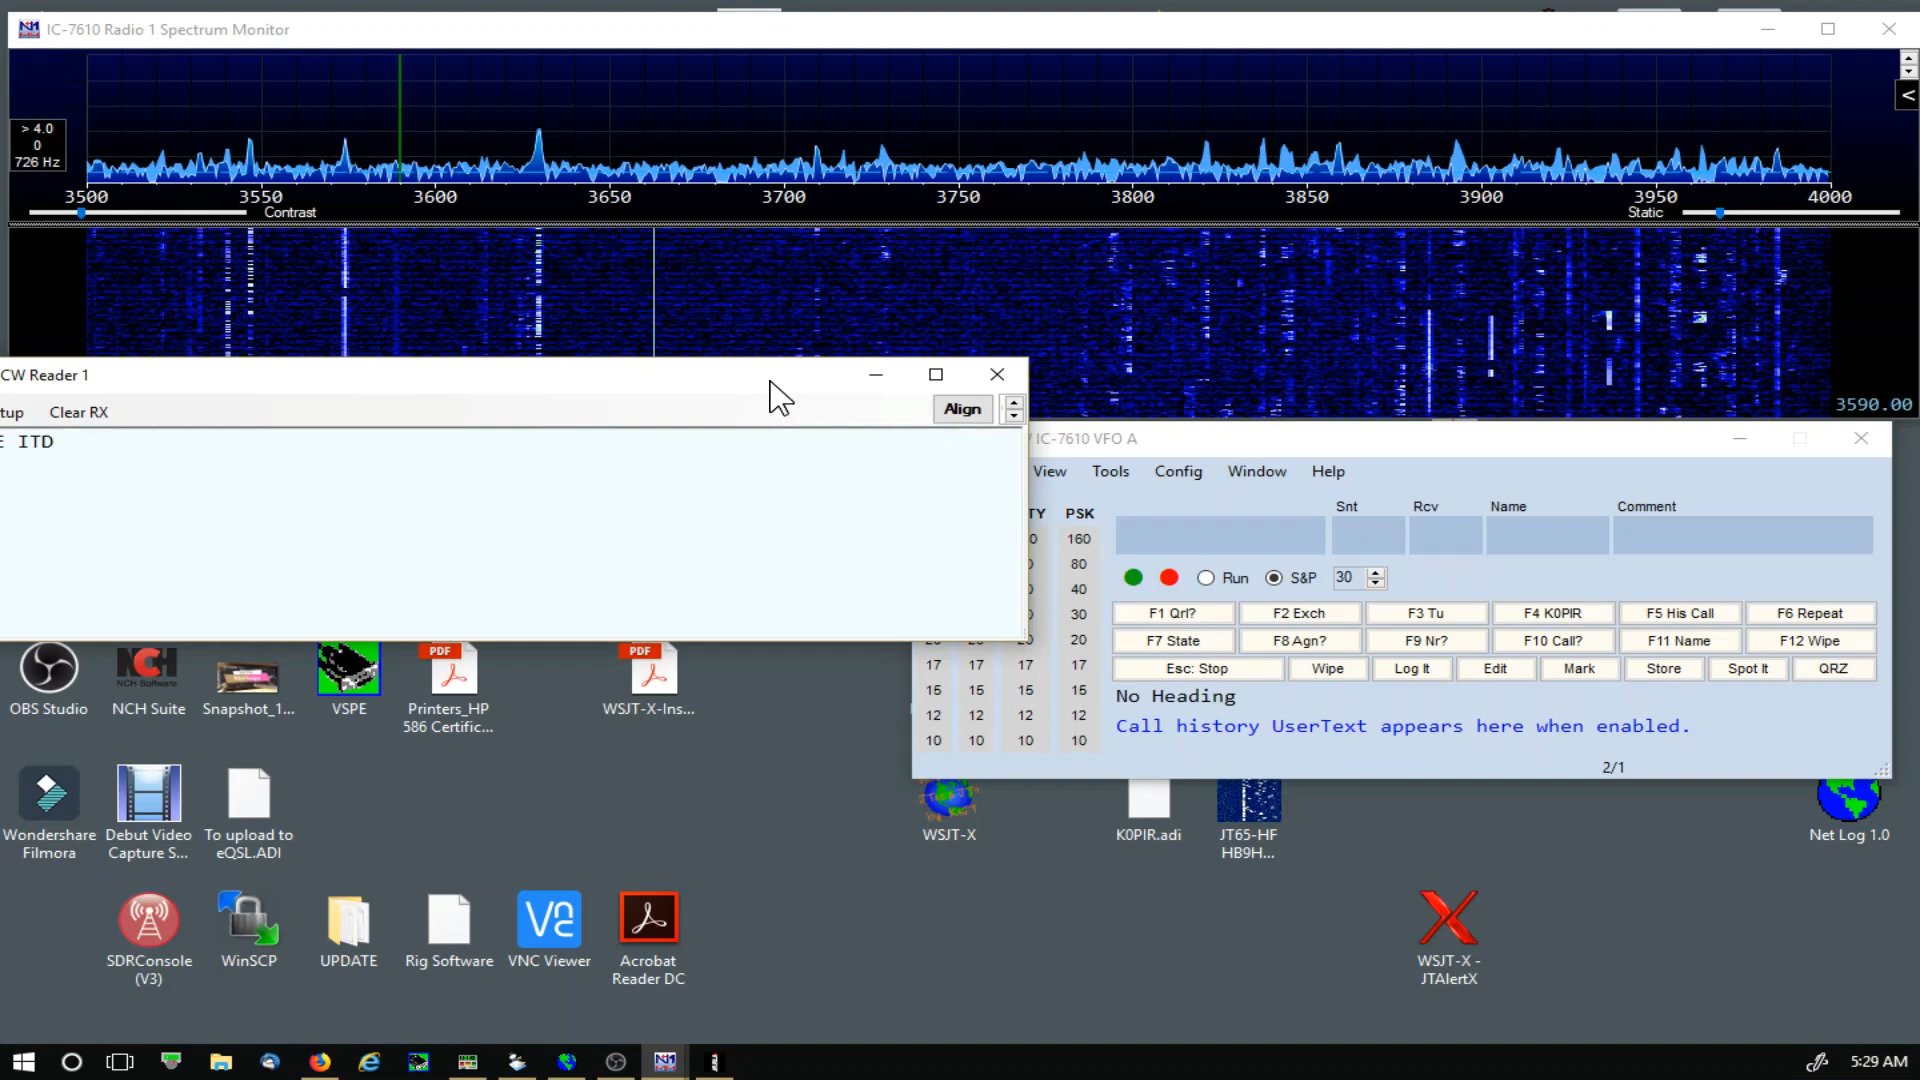 IC-7610 Radio 1 Spectrum Monitor
> 4.0
0
726 Hz
3500 3550 3600 3650 3700 3750 3800 3850 3900 3950 4000
Contrast
Static
<
3590.00
CW Reader 1
tup Clear RX
Align
E ITD
IC-7610 VFO A
View Tools Config Window Help
TY PSK
Snt Rcv Name Comment
0 160
80
40
30
20
17 17 17 17
15 15 15 15
12 12 12 12
10 10 10 10
Run S&P 30
F1 Qrl? F2 Exch F3 Tu F4 K0PIR F5 His Call F6 Repeat
F7 State F8 Agn? F9 Nr? F10 Call? F11 Name F12 Wipe
Esc: Stop Wipe Log It Edit Mark Store Spot It QRZ
No Heading
Call history UserText appears here when enabled.
2/1
PDF
PDF
NCH
NCH Software
OBS Studio
NCH Suite
Snapshot_1...
VSPE
Printers_HP
586 Certific...
WSJT-X-Ins...
Wondershare
Filmora
Debut Video
Capture S...
To upload to
eQSL.ADI
WSJT-X
K0PIR.adi
JT65-HF
HB9H...
Net Log 1.0
SDRConsole
(V3)
WinSCP
UPDATE
Rig Software
VNC Viewer
Acrobat
Reader DC
WSJT-X -
JTAlertX
5:29 AM